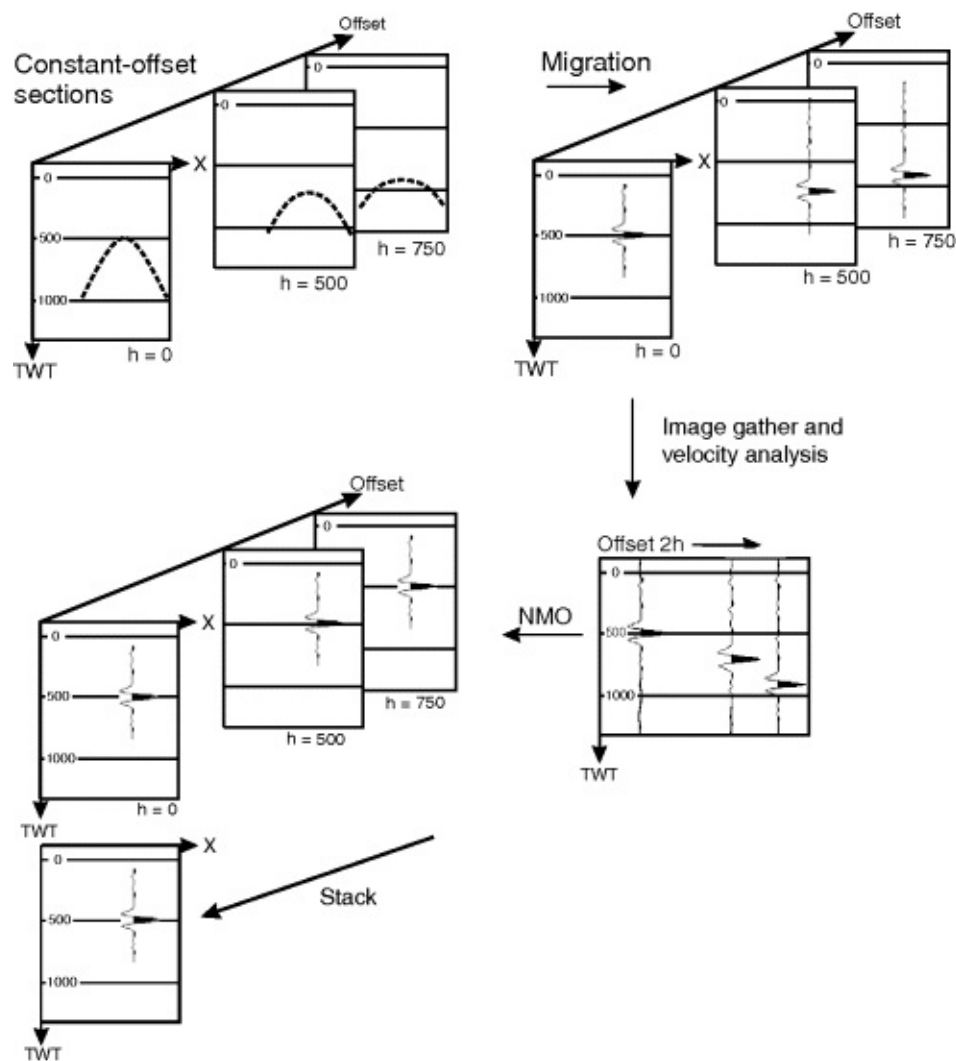 Offset
Constant-offset
sections
0
0
X
0
500
1000
h = 750
h = 500
h = 0
TWT
Offset
Migration
0
0
X
0
500
1000
h = 750
h = 500
h = 0
TWT
Image gather and
velocity analysis
Offset 2h
0
500
1000
TWT
NMO
Offset
0
0
X
0
500
1000
h = 750
h = 500
h = 0
TWT
X
0
500
1000
TWT
Stack